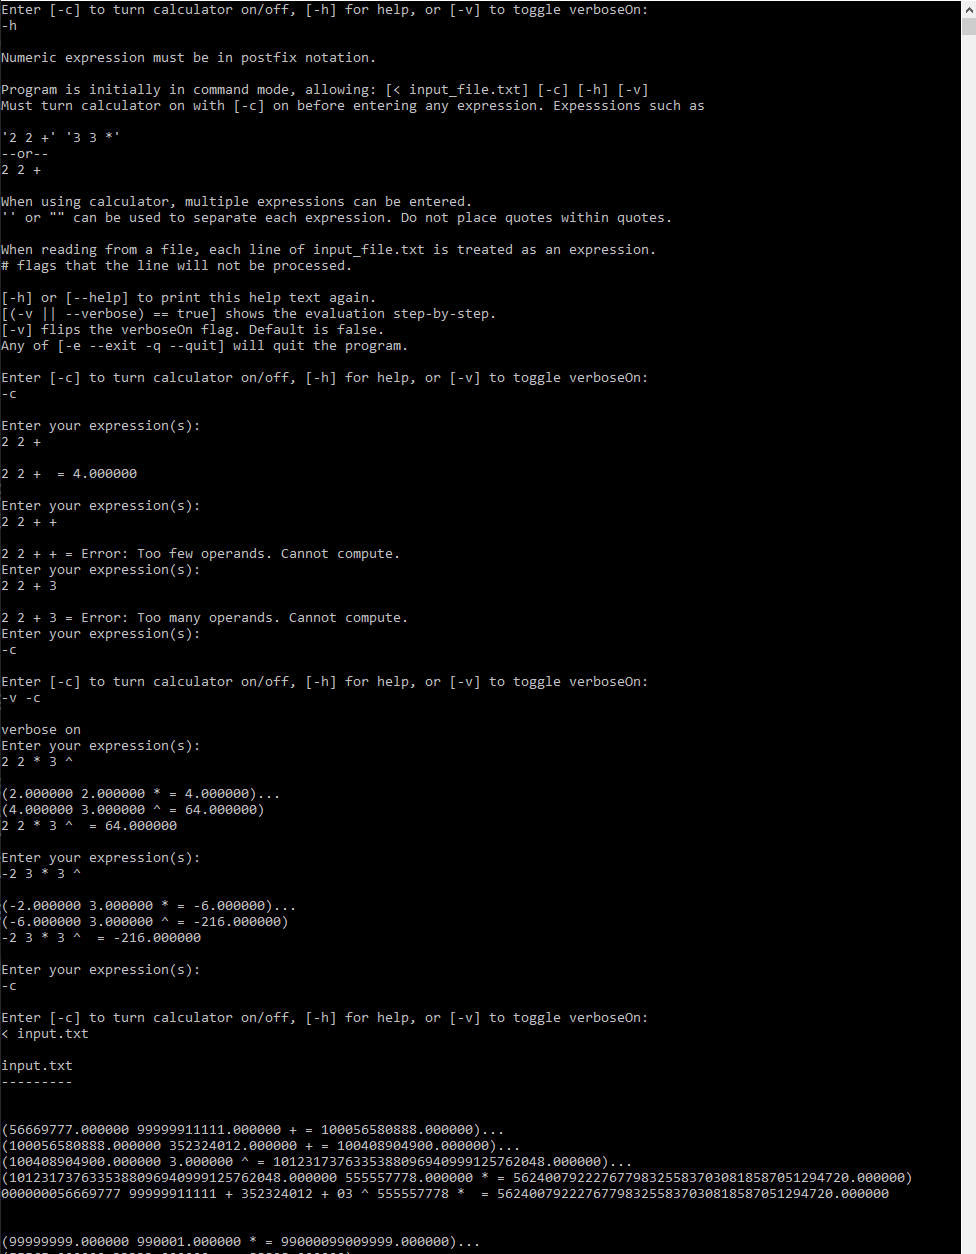 Enter [-c] to turn calculator on/off, [-h] for help, or [-v] to toggle verboseOn:
-h
Numeric expression must be in postfix notation.
Program is initially in command mode, allowing: [< input_file.txt] [-c] [-h] [-v]
Must turn calculator on with [-c] on before entering any expression. Expesssions such as
'2 2 +' '3 3 *'
--or--
2 2 +
When using calculator, multiple expressions can be entered.
'' or "" can be used to separate each expression. Do not place quotes within quotes.
When reading from a file, each line of input_file.txt is treated as an expression.
# flags that the line will not be processed.
[-h] or [--help] to print this help text again.
[(-v || --verbose) == true] shows the evaluation step-by-step.
[-v] flips the verboseOn flag. Default is false.
Any of [-e --exit -q --quit] will quit the program.
Enter [-c] to turn calculator on/off, [-h] for help, or [-v] to toggle verboseOn:
-c
Enter your expression(s):
2 2 +
2 2 +  = 4.000000
Enter your expression(s):
2 2 + +
2 2 + + = Error: Too few operands. Cannot compute.
Enter your expression(s):
2 2 + 3
2 2 + 3 = Error: Too many operands. Cannot compute.
Enter your expression(s):
-c
Enter [-c] to turn calculator on/off, [-h] for help, or [-v] to toggle verboseOn:
-v -c
verbose on
Enter your expression(s):
2 2 * 3 ^
(2.000000 2.000000 * = 4.000000)...
(4.000000 3.000000 ^ = 64.000000)
2 2 * 3 ^  = 64.000000
Enter your expression(s):
-2 3 * 3 ^
(-2.000000 3.000000 * = -6.000000)...
(-6.000000 3.000000 ^ = -216.000000)
-2 3 * 3 ^  = -216.000000
Enter your expression(s):
-c
Enter [-c] to turn calculator on/off, [-h] for help, or [-v] to toggle verboseOn:
< input.txt
input.txt
---------
(56669777.000000 99999911111.000000 + = 100056580888.000000)...
(100056580888.000000 352324012.000000 + = 100408904900.000000)...
(100408904900.000000 3.000000 ^ = 1012317376335388096940999125762048.000000)...
(1012317376335388096940999125762048.000000 555557778.000000 * = 562400792227677983255837030818587051294720.000000)
000000056669777 99999911111 + 352324012 + 03 ^ 555557778 *  = 562400792227677983255837030818587051294720.000000
(99999999.000000 990001.000000 * = 99000099009999.000000)...